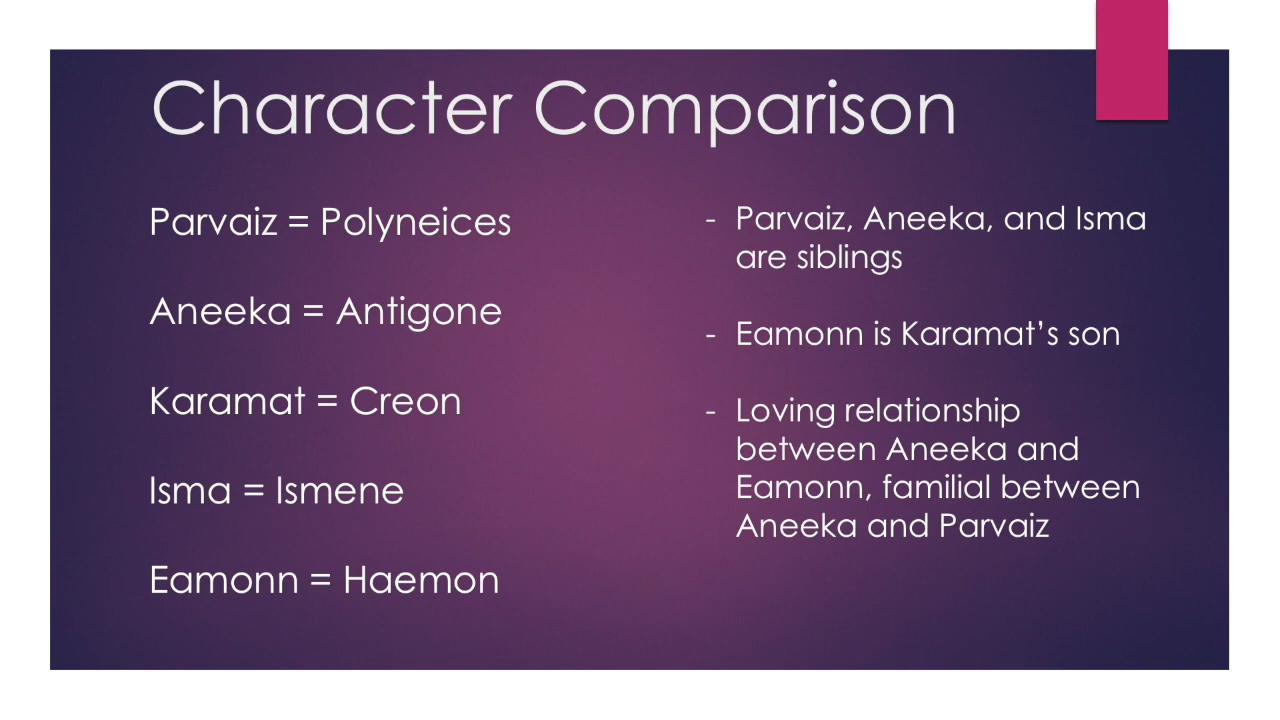 Character Comparison
Parvaiz = Polyneices
Aneeka = Antigone
Karamat = Creon
Isma = Ismene
Eamonn = Haemon
- Parvaiz, Aneeka, and Isma
are siblings
- Eamonn is Karamat’s son
- Loving relationship
between Aneeka and
Eamonn, familial between
Aneeka and Parvaiz